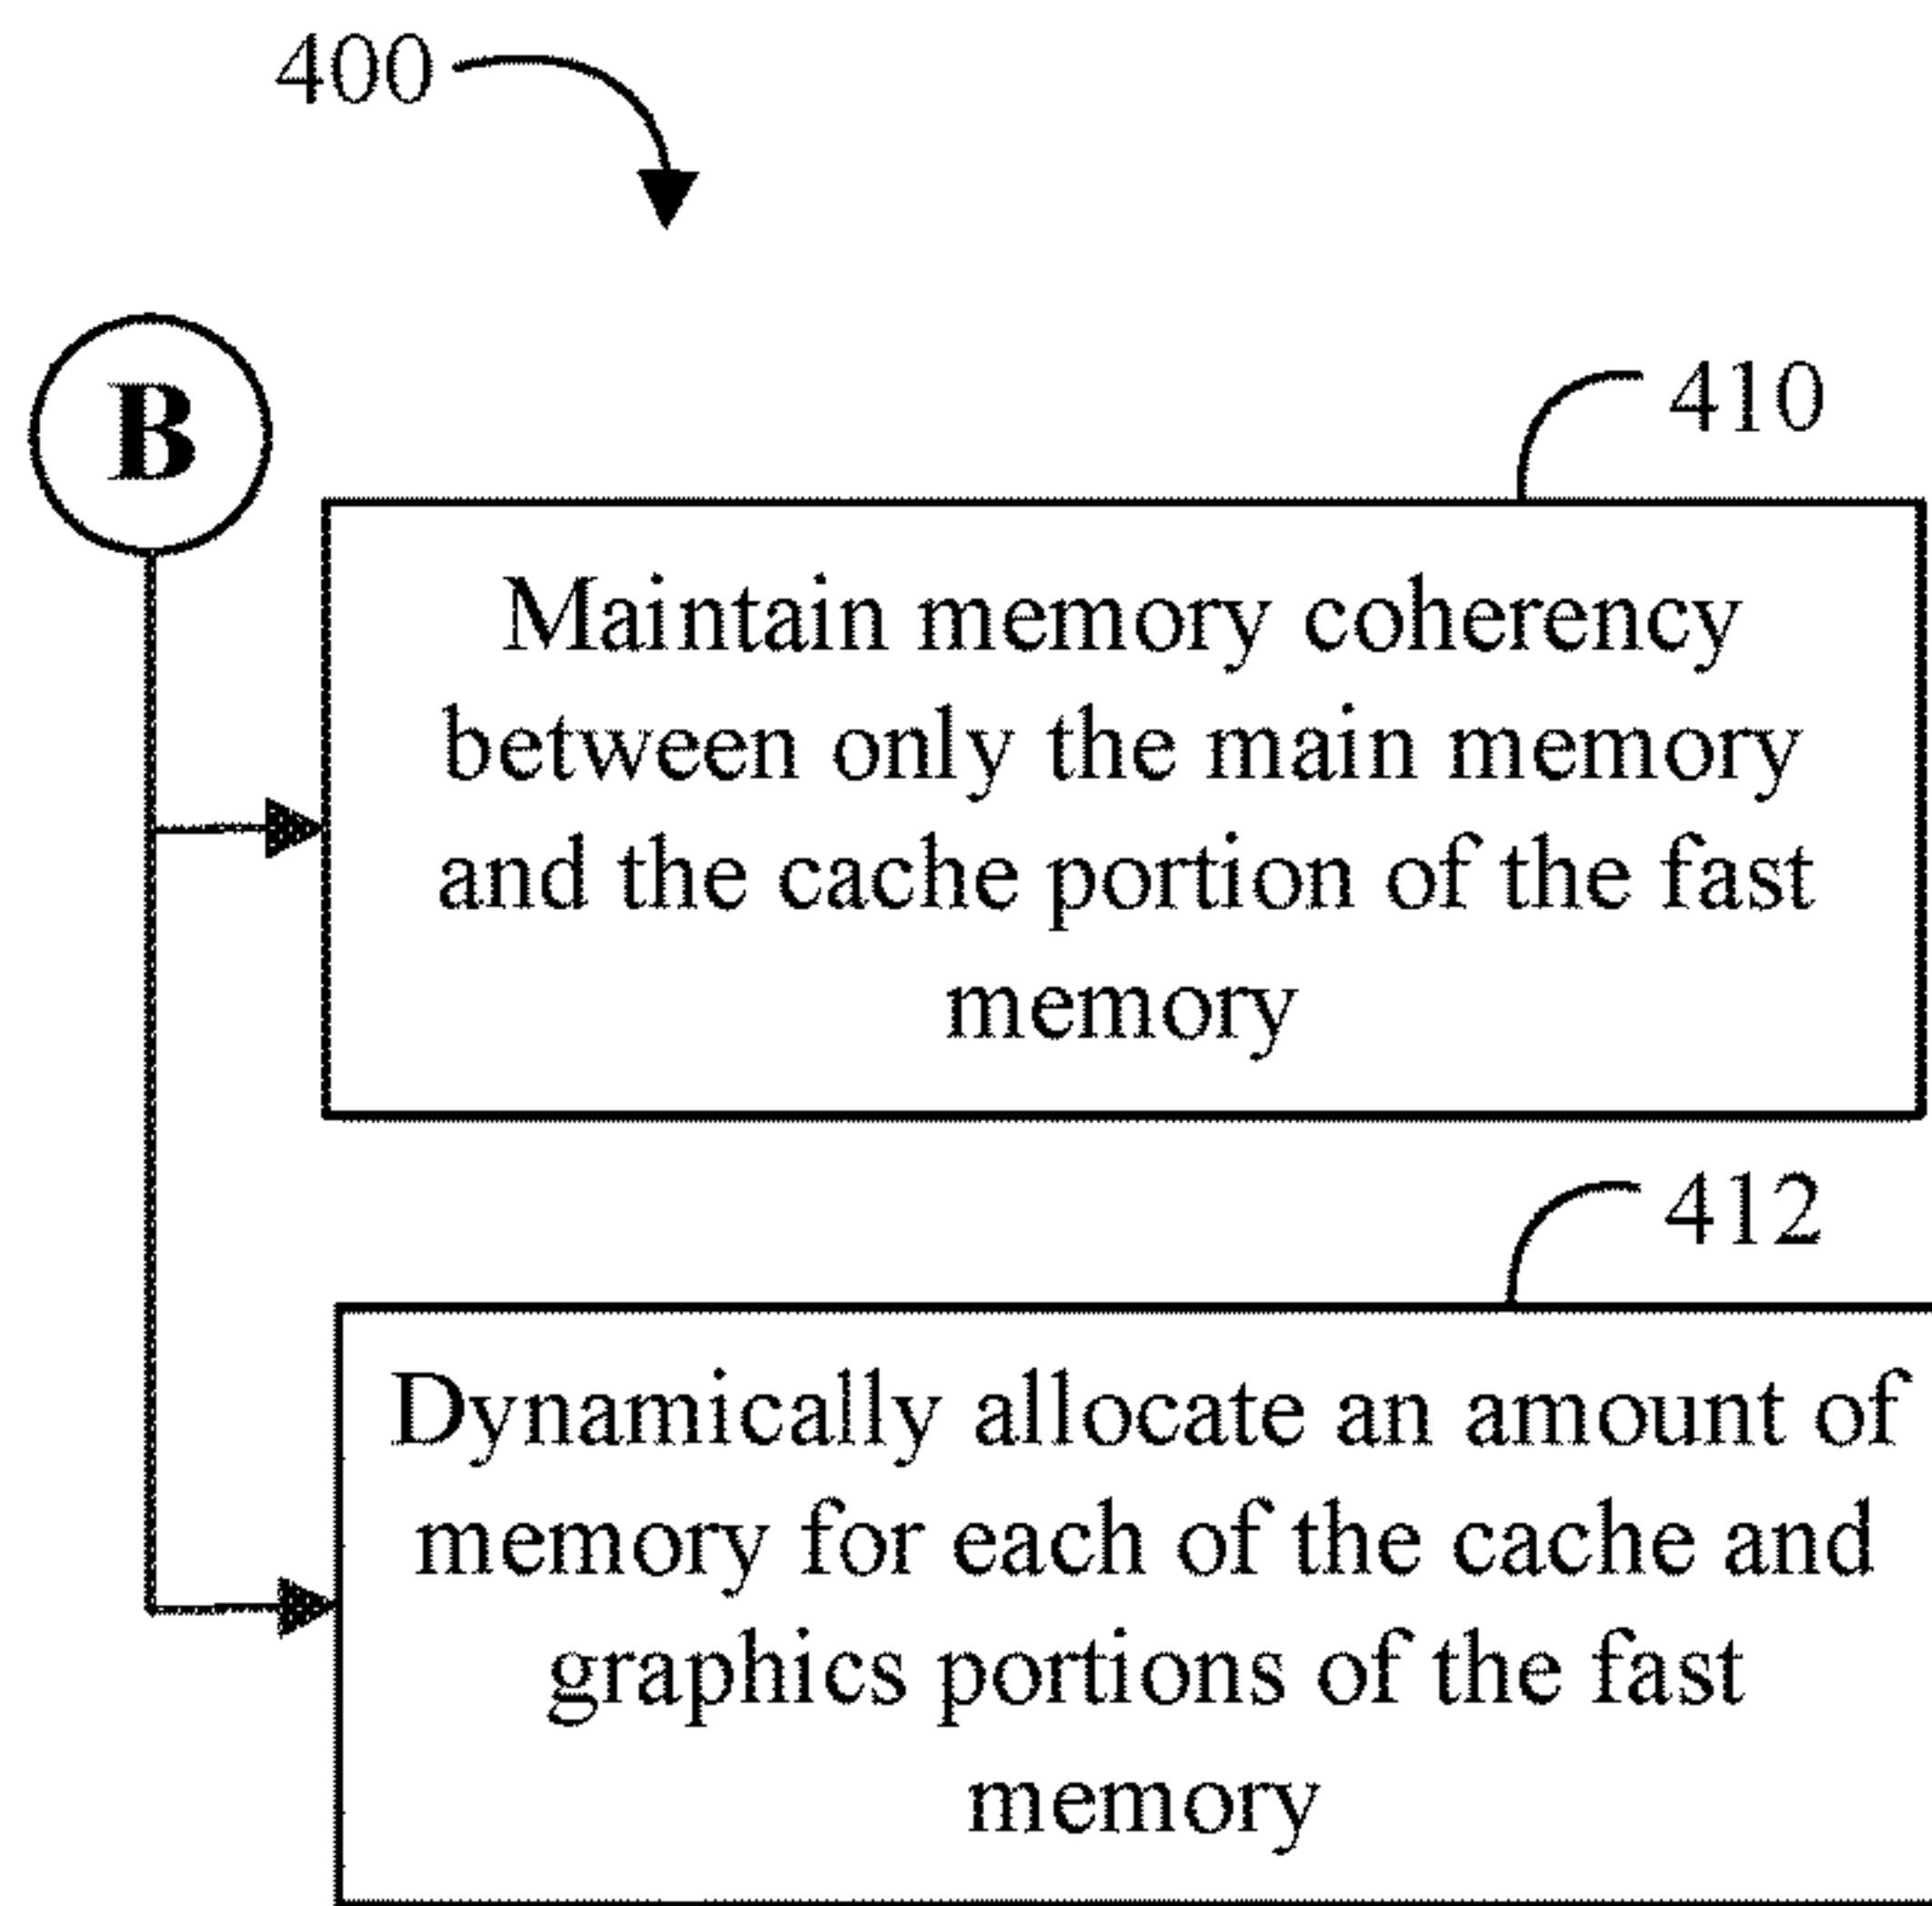 400
B
410
Maintain memory coherency
between only the main memory
and the cache portion of the fast
memory
412
Dynamically allocate an amount of
memory for each of the cache and
graphics portions of the fast
memory